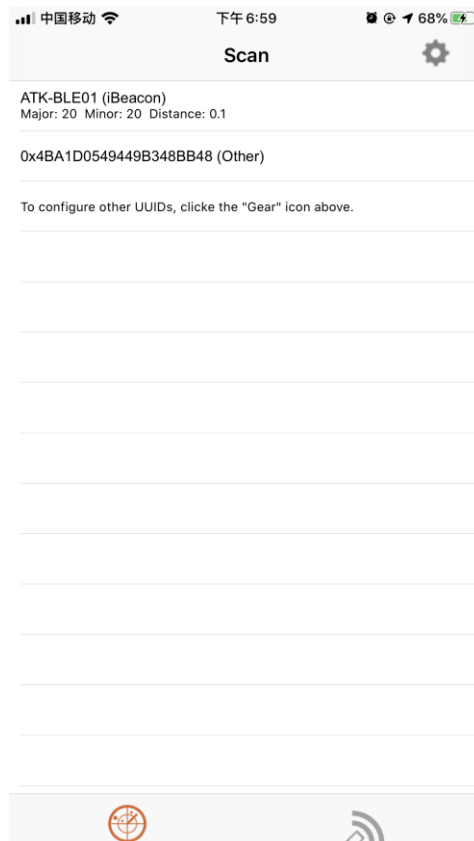 中国移动 下午6:59 68%
Scan
ATK-BLE01 (iBeacon)
Major: 20 Minor: 20 Distance: 0.1
0x4BA1D0549449B348BB48 (Other)
To configure other UUIDs, clicke the "Gear" icon above.